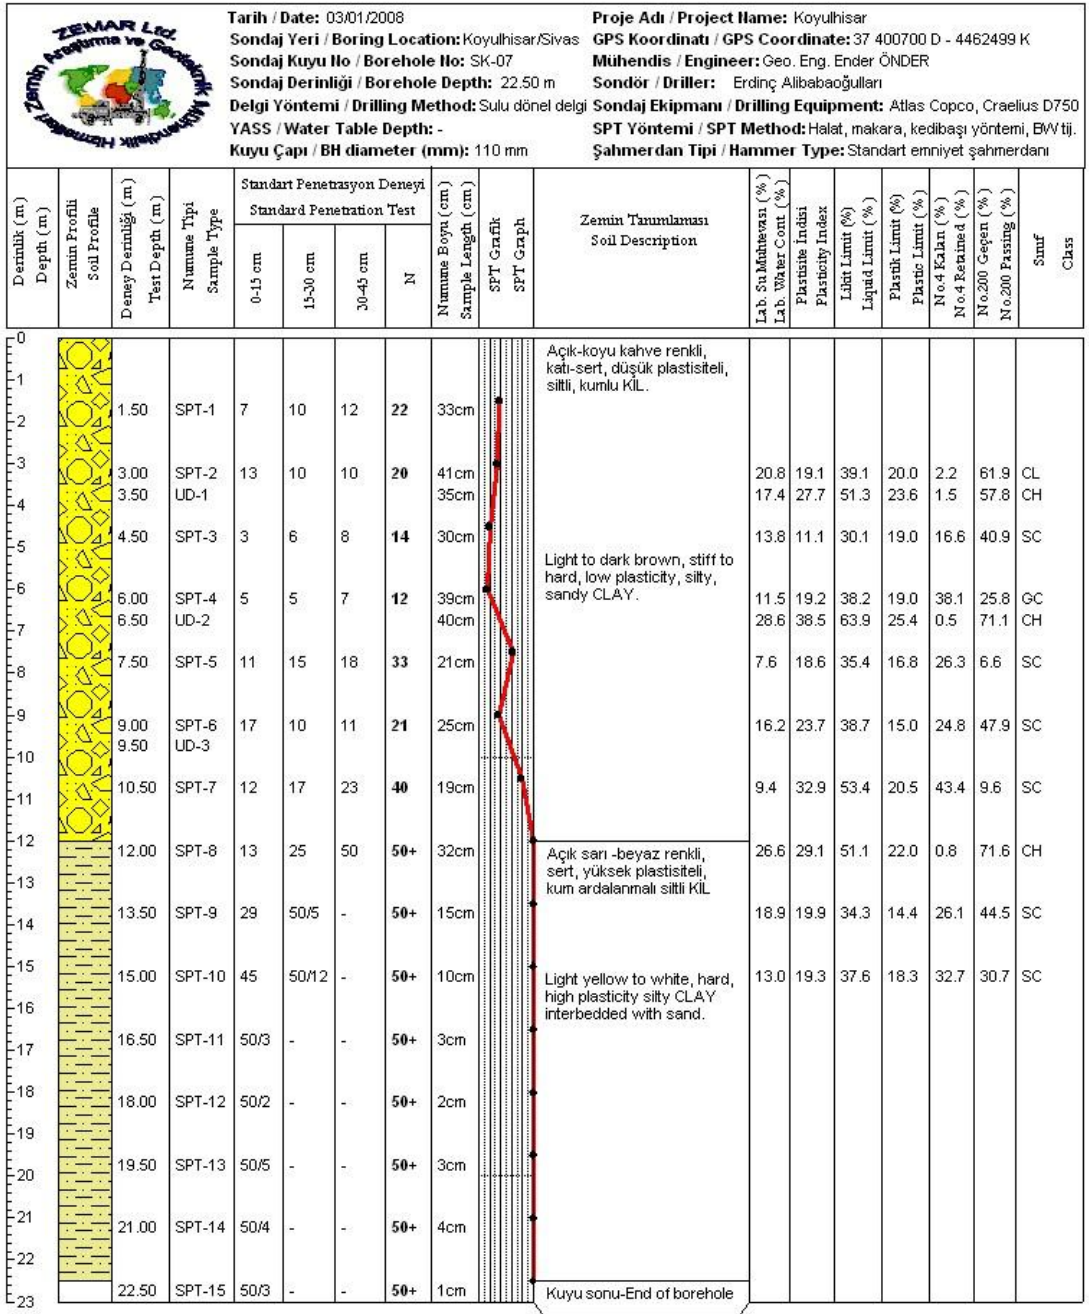 ZEMAR Ltd.
Zemin Araştırma ve Geoteknik Mühendislik Hizmetleri
Tarih / Date: 03/01/2008
Sondaj Yeri / Boring Location: Koyulhisar/Sivas
Sondaj Kuyu No / Borehole No: SK-07
Sondaj Derinliği / Borehole Depth: 22.50 m
Delgi Yöntemi / Drilling Method: Sulu dönel delgi
YASS / Water Table Depth: -
Kuyu Çapı / BH diameter (mm): 110 mm
Proje Adı / Project Name: Koyulhisar
GPS Koordinatı / GPS Coordinate: 37 400700 D - 4462499 K
Mühendis / Engineer: Geo. Eng. Ender ÖNDER
Sondör / Driller: Erdinç Alibabaoğulları
Sondaj Ekipmanı / Drilling Equipment: Atlas Copco, Craelius D750
SPT Yöntemi / SPT Method: Halat, makara, kedibaşı yöntemi, BW tij.
Şahmerdan Tipi / Hammer Type: Standart emniyet şahmerdanı
Derinlik ( m )
Depth ( m )
Zemin Profili
Soil Profile
Deney Derinliği ( m )
Test Depth ( m )
Numune Tipi
Sample Type
Standart Penetrasyon Deneyi
Standard Penetration Test
0-15 cm
15-30 cm
30-45 cm
N
Numune Boyu ( cm )
Sample Length ( cm )
SPT Grafik
SPT Graph
Zemin Tanımlaması
Soil Description
Lab. Su Muhtevası ( % )
Lab. Water Cont. ( % )
Plastisite Indisi
Plasticity Index
Likit Limit (%)
Liquid Limit ( % )
Plastik Limit (%)
Plastic Limit ( % )
No.4 Kalan ( % )
No.4 Retained ( % )
No.200 Geçen ( % )
No.200 Passing ( % )
Sınıf
Class
0
1
2
3
4
5
6
7
8
9
10
11
12
13
14
15
16
17
18
19
20
21
22
23
Açık-koyu kahve renkli,
katı-sert, düşük plastisiteli,
siltli, kumlu KİL.
1.50 SPT-1 7 10 12 22 33cm
3.00 SPT-2 13 10 10 20 41cm 20.8 19.1 39.1 20.0 2.2 61.9 CL
3.50 UD-1 35cm 17.4 27.7 51.3 23.6 1.5 57.8 CH
4.50 SPT-3 3 6 8 14 30cm 13.8 11.1 30.1 19.0 16.6 40.9 SC
Light to dark brown, stiff to
hard, low plasticity, silty,
sandy CLAY.
6.00 SPT-4 5 5 7 12 39cm 11.5 19.2 38.2 19.0 38.1 25.8 GC
6.50 UD-2 40cm 28.6 38.5 63.9 25.4 0.5 71.1 CH
7.50 SPT-5 11 15 18 33 21cm 7.6 18.6 35.4 16.8 26.3 6.6 SC
9.00 SPT-6 17 10 11 21 25cm 16.2 23.7 38.7 15.0 24.8 47.9 SC
9.50 UD-3
10.50 SPT-7 12 17 23 40 19cm 9.4 32.9 53.4 20.5 43.4 9.6 SC
12.00 SPT-8 13 25 50 50+ 32cm 26.6 29.1 51.1 22.0 0.8 71.6 CH
Açık sarı -beyaz renkli,
sert, yüksek plastisiteli,
kum ardalanmalı siltli KİL
13.50 SPT-9 29 50/5 - 50+ 15cm 18.9 19.9 34.3 14.4 26.1 44.5 SC
15.00 SPT-10 45 50/12 - 50+ 10cm 13.0 19.3 37.6 18.3 32.7 30.7 SC
Light yellow to white, hard,
high plasticity silty CLAY
interbedded with sand.
16.50 SPT-11 50/3 - - 50+ 3cm
18.00 SPT-12 50/2 - - 50+ 2cm
19.50 SPT-13 50/5 - - 50+ 3cm
21.00 SPT-14 50/4 - - 50+ 4cm
22.50 SPT-15 50/3 - - 50+ 1cm
Kuyu sonu-End of borehole